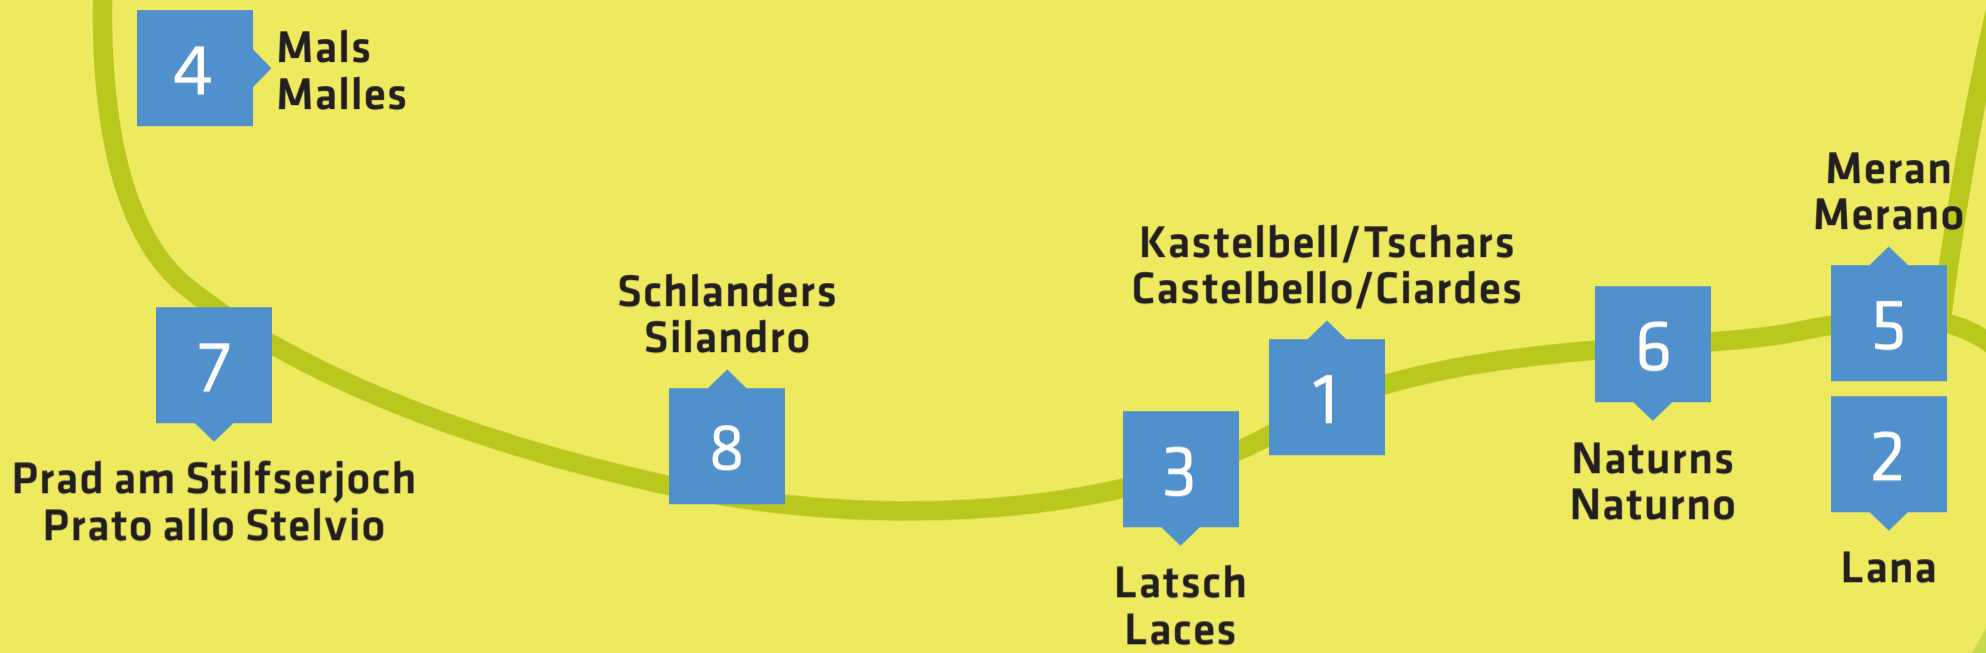 4
Mals
Malles
Meran
Merano
Kastelbell/Tschars
Castelbello/Ciardes
Schlanders
Silandro
5
6
7
1
8
3
2
Naturns
Naturno
Prad am Stilfserjoch
Prato allo Stelvio
Lana
Latsch
Laces